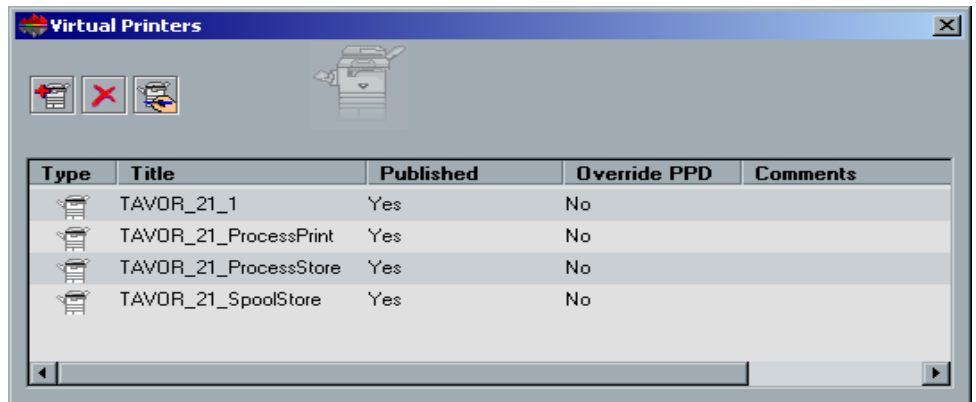 Virtual Printers
Type Title Published Override PPD Comments
TAVOR_21_1 Yes No
TAVOR_21_ProcessPrint Yes No
TAVOR_21_ProcessStore Yes No
TAVOR_21_SpoolStore Yes No